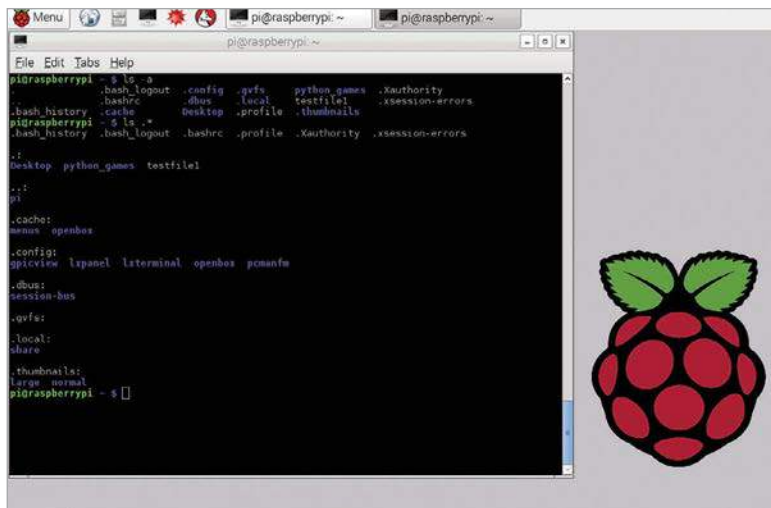 Menu pi@raspberrypi: ~ pi@raspberrypi: ~
pi@raspberrypi: ~
File Edit Tabs Help
pi@raspberrypi ~ $ ls -a
. .bash_logout .config .gvfs python_games .Xauthority
.. .bashrc .dbus .local testfile1 .xsession-errors
.bash_history .cache Desktop .profile .thumbnails
pi@raspberrypi ~ $ ls .*
.bash_history .bash_logout .bashrc .profile .Xauthority .xsession-errors
.:
Desktop python_games testfile1
..:
pi
.cache:
menus openbox
.config:
gpicview lxpanel lxterminal openbox pcmanfm
.dbus:
session-bus
.gvfs:
.local:
share
.thumbnails:
large normal
pi@raspberrypi ~ $